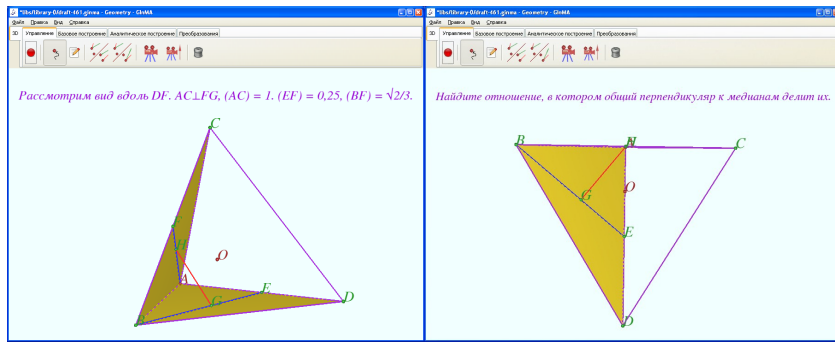 *libs/library-0/draft-461.ginma - Geometry - GInMA
Файл Правка Вид Справка
3D Управление Базовое построение Аналитическое построение Преобразования
Рассмотрим вид вдоль DF. AC⊥FG, (AC) = 1. (EF) = 0,25, (BF) = √2/3.
C
F
H
O
A
E
G
D
B
*libs/library-0/draft-461.ginma - Geometry - GInMA
Файл Правка Вид Справка
3D Управление Базовое построение Аналитическое построение Преобразования
Найдите отношение, в котором общий перпендикуляр к медианам делит их.
B
C
O
G
E
D